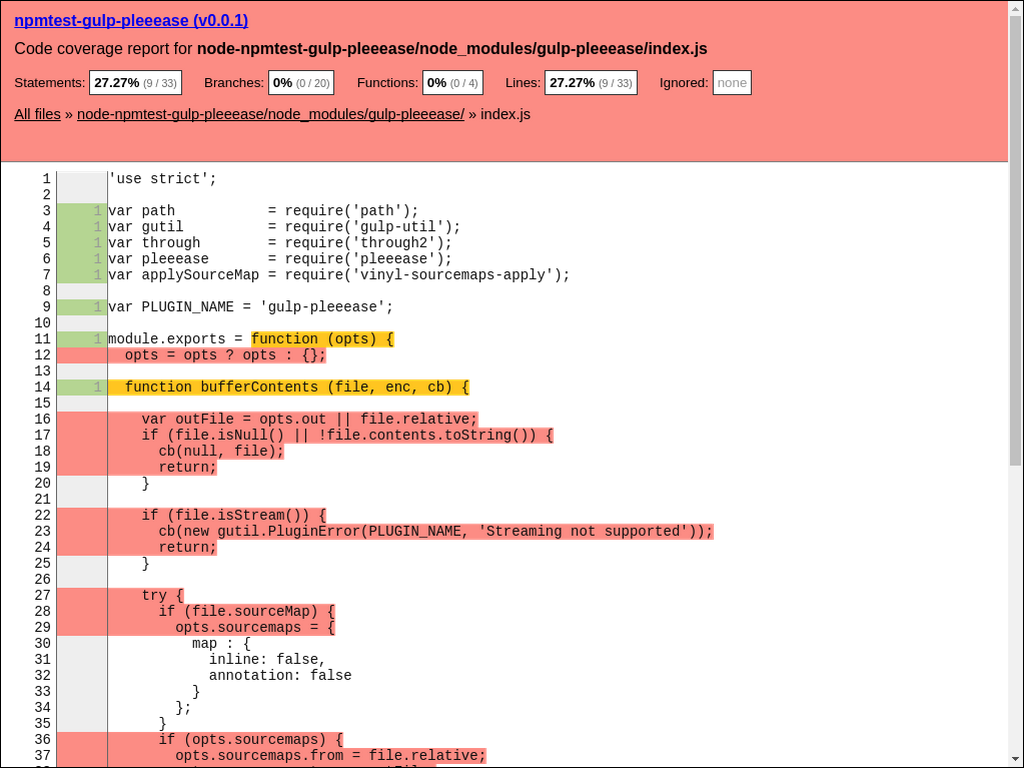 npmtest-gulp-pleeease (v0.0.1)
Code coverage report for node-npmtest-gulp-pleeease/node_modules/gulp-pleeease/index.js
Statements: 27.27% (9 / 33) Branches: 0% (0 / 20) Functions: 0% (0 / 4) Lines: 27.27% (9 / 33) Ignored: none
All files » node-npmtest-gulp-pleeease/node_modules/gulp-pleeease/ » index.js
1 'use strict';
2
3 1 var path           = require('path');
4 1 var gutil          = require('gulp-util');
5 1 var through        = require('through2');
6 1 var pleeease       = require('pleeease');
7 1 var applySourceMap = require('vinyl-sourcemaps-apply');
8
9 1 var PLUGIN_NAME = 'gulp-pleeease';
10
11 1 module.exports = function (opts) {
12   opts = opts ? opts : {};
13
14 1   function bufferContents (file, enc, cb) {
15
16     var outFile = opts.out || file.relative;
17     if (file.isNull() || !file.contents.toString()) {
18       cb(null, file);
19       return;
20     }
21
22     if (file.isStream()) {
23       cb(new gutil.PluginError(PLUGIN_NAME, 'Streaming not supported'));
24       return;
25     }
26
27     try {
28       if (file.sourceMap) {
29         opts.sourcemaps = {
30           map : {
31             inline: false,
32             annotation: false
33           }
34         };
35       }
36       if (opts.sourcemaps) {
37         opts.sourcemaps.from = file.relative;